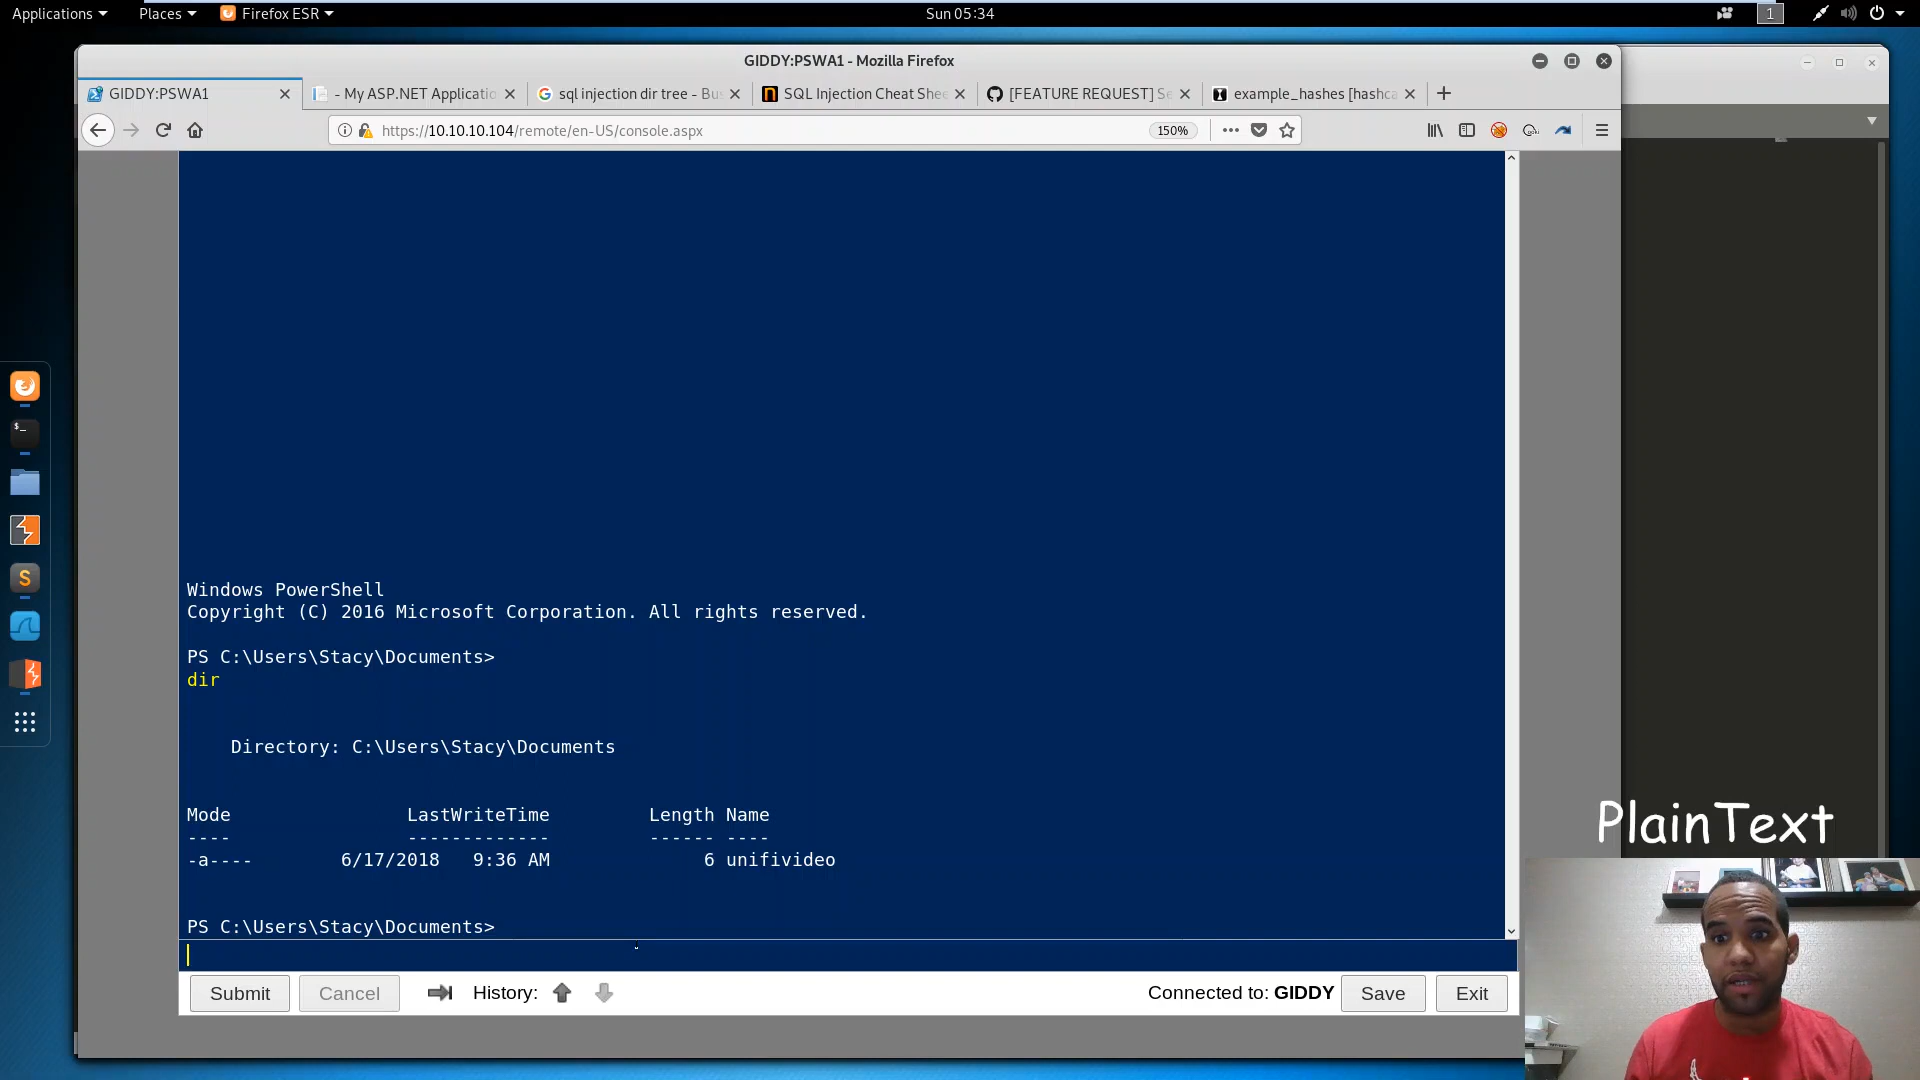 Applications
Places
Firefox ESR
Sun 05:34
1
GIDDY:PSWA1 - Mozilla Firefox
GIDDY:PSWA1
- My ASP.NET Applicatio
sql injection dir tree - Bus
SQL Injection Cheat Shee
[FEATURE REQUEST] Se
example_hashes [hashca
https://10.10.10.104/remote/en-US/console.aspx
150%
Windows PowerShell
Copyright (C) 2016 Microsoft Corporation. All rights reserved.
PS C:\Users\Stacy\Documents>
dir
Directory: C:\Users\Stacy\Documents
Mode LastWriteTime Length Name
---- ------------- ------ ----
-a---- 6/17/2018 9:36 AM 6 unifivideo
PS C:\Users\Stacy\Documents>
Submit
Cancel
History:
Connected to: GIDDY
Save
Exit
PlainText